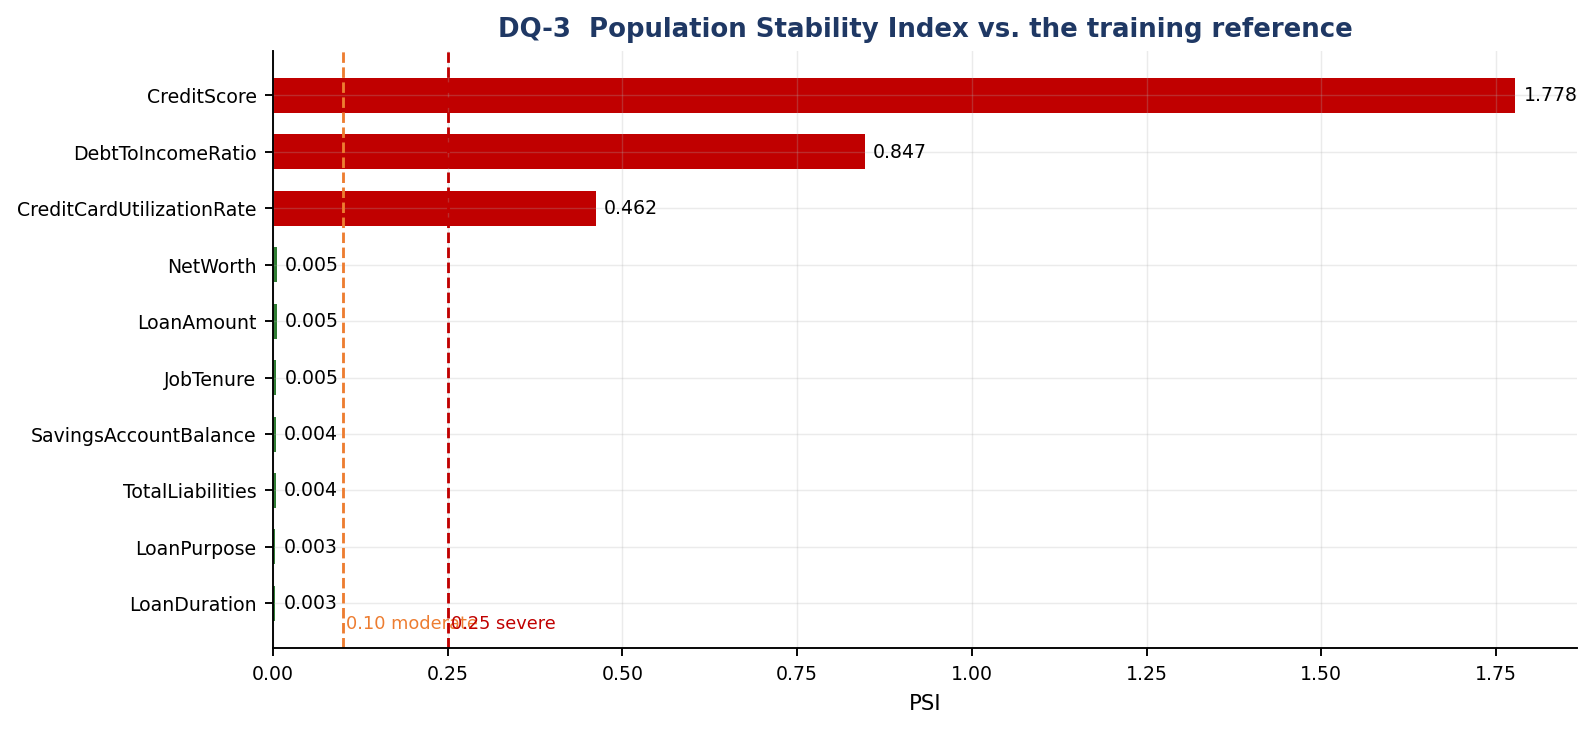 DQ-3  Population Stability Index vs. the training reference
CreditScore 1.778
DebtToIncomeRatio 0.847
CreditCardUtilizationRate 0.462
NetWorth 0.005
LoanAmount 0.005
JobTenure 0.005
SavingsAccountBalance 0.004
TotalLiabilities 0.004
LoanPurpose 0.003
LoanDuration 0.003
0.10 moderate 0.25 severe
0.00 0.25 0.50 0.75 1.00 1.25 1.50 1.75
PSI